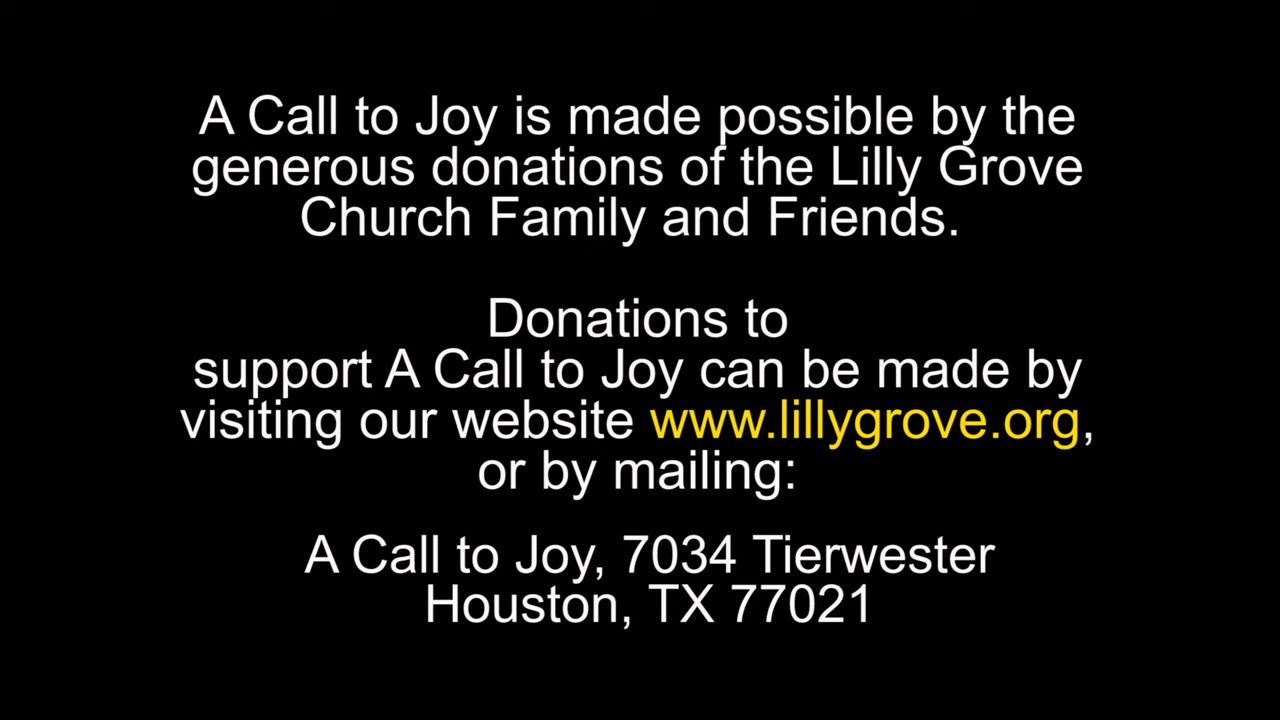 A Call to Joy is made possible by the
generous donations of the Lilly Grove
Church Family and Friends.
Donations to
support A Call to Joy can be made by
visiting our website www.lillygrove.org,
or by mailing:
A Call to Joy, 7034 Tierwester
Houston, TX 77021